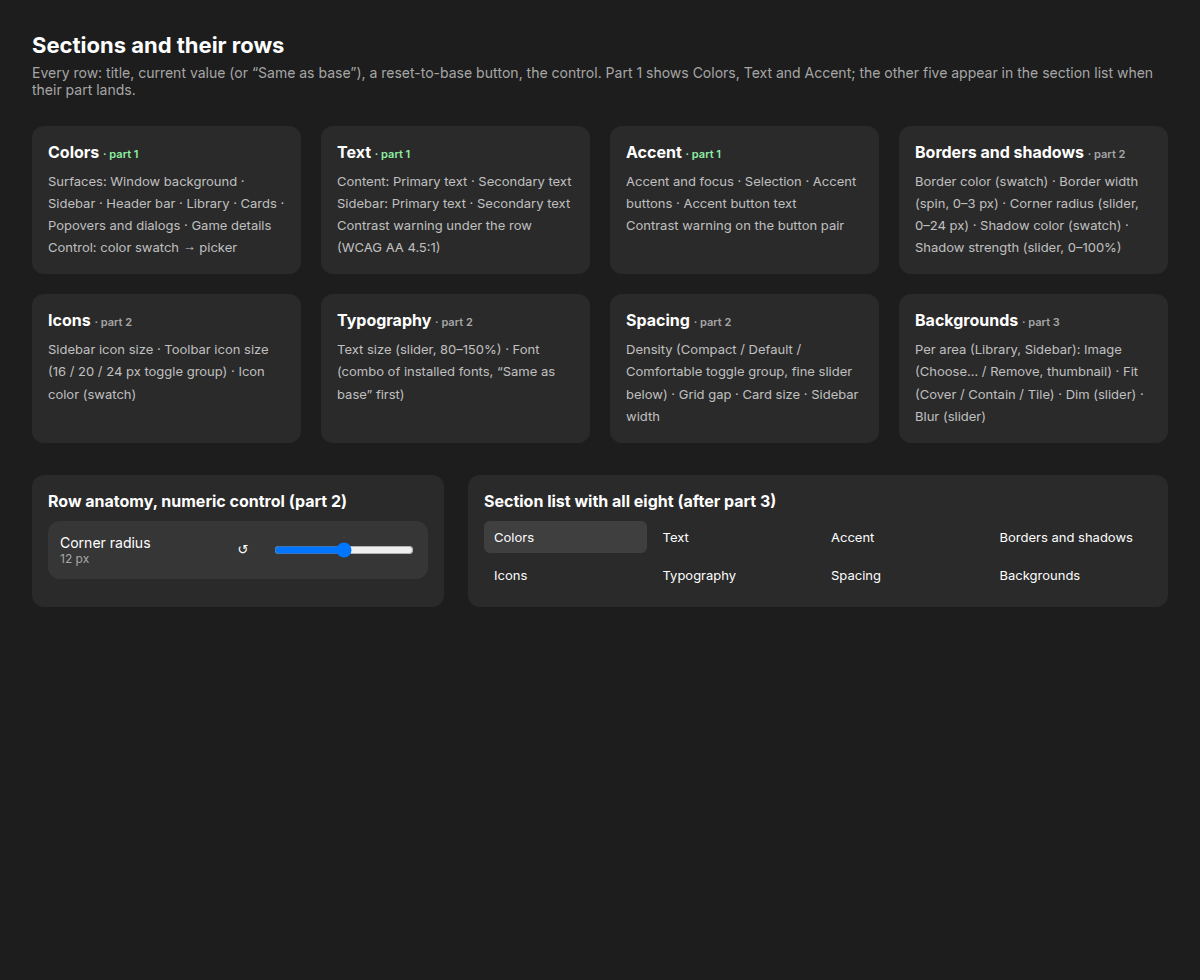 Sections and their rows
Every row: title, current value (or “Same as base”), a reset-to-base button, the control. Part 1 shows Colors, Text and Accent; the other five appear in the section list when
their part lands.
Colors · part 1
Surfaces: Window background ·
Sidebar · Header bar · Library · Cards ·
Popovers and dialogs · Game details
Control: color swatch → picker
Text · part 1
Content: Primary text · Secondary text
Sidebar: Primary text · Secondary text
Contrast warning under the row
(WCAG AA 4.5:1)
Accent · part 1
Accent and focus · Selection · Accent
buttons · Accent button text
Contrast warning on the button pair
Borders and shadows · part 2
Border color (swatch) · Border width
(spin, 0–3 px) · Corner radius (slider,
0–24 px) · Shadow color (swatch) ·
Shadow strength (slider, 0–100%)
Icons · part 2
Sidebar icon size · Toolbar icon size
(16 / 20 / 24 px toggle group) · Icon
color (swatch)
Typography · part 2
Text size (slider, 80–150%) · Font
(combo of installed fonts, “Same as
base” first)
Spacing · part 2
Density (Compact / Default /
Comfortable toggle group, fine slider
below) · Grid gap · Card size · Sidebar
width
Backgrounds · part 3
Per area (Library, Sidebar): Image
(Choose… / Remove, thumbnail) · Fit
(Cover / Contain / Tile) · Dim (slider) ·
Blur (slider)
Row anatomy, numeric control (part 2)
Corner radius
12 px
↺
Section list with all eight (after part 3)
Colors
Text
Accent
Borders and shadows
Icons
Typography
Spacing
Backgrounds